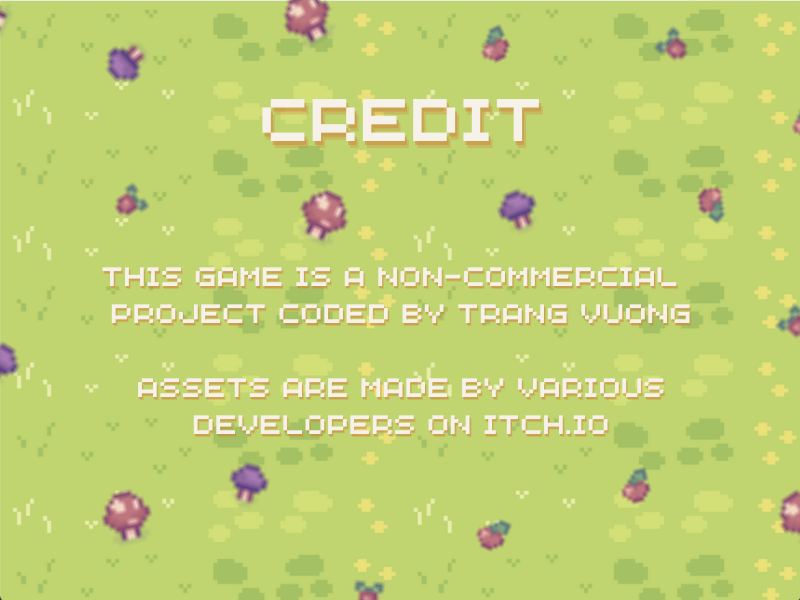 CREDIT
THIS GAME IS A NON-COMMERCIAL
PROJECT CODED BY TRANG VUONG
ASSETS ARE MADE BY VARIOUS
DEVELOPERS ON ITCH.IO